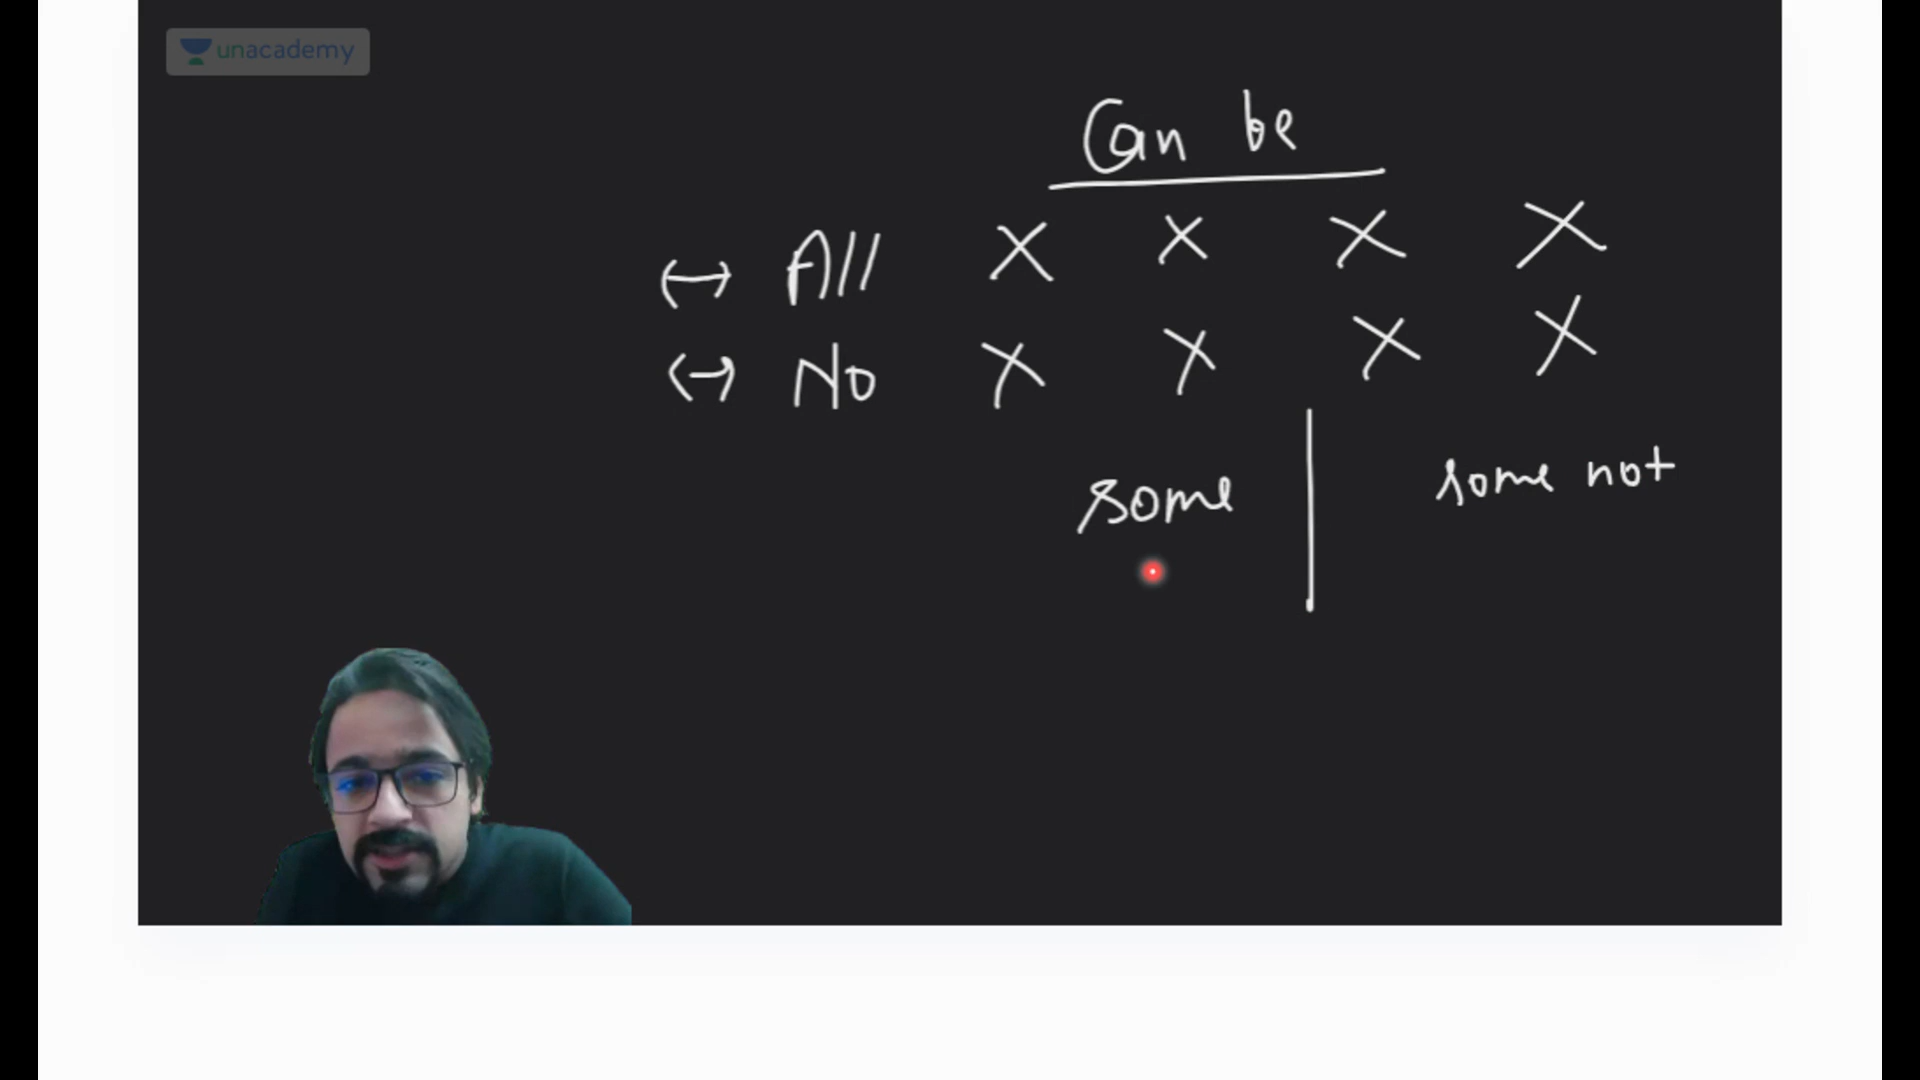 unacademy
Can be
(↔) All X X X X
(↔) No X X X X
some | some not